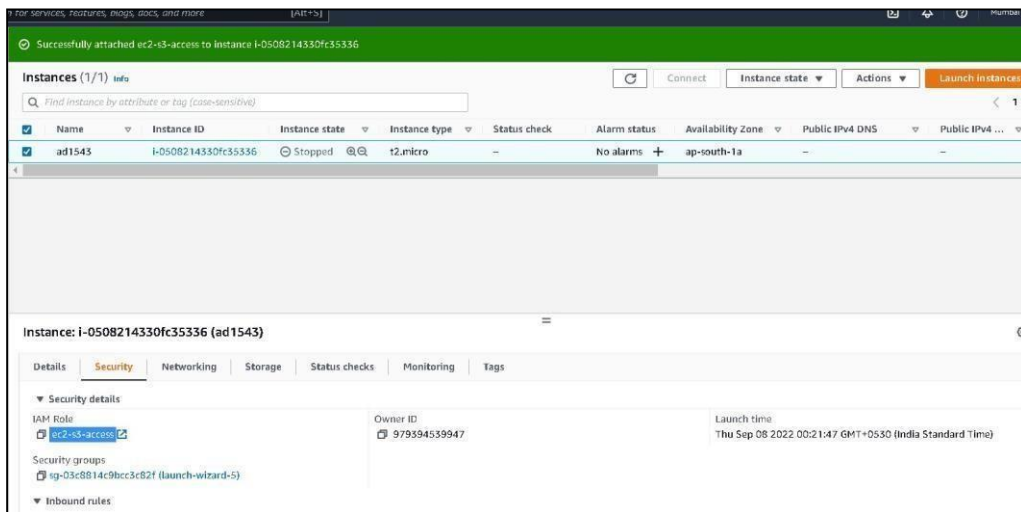 n for services, features, blogs, docs, and more [Alt+S] Mumbai
Successfully attached ec2-s3-access to instance i-0508214330fc35336
Instances (1/1) Info Connect Instance state Actions Launch instances
Find instance by attribute or tag (case-sensitive) 1
Name Instance ID Instance state Instance type Status check Alarm status Availability Zone Public IPv4 DNS Public IPv4 ...
ad1543 i-0508214330fc35336 Stopped t2.micro – No alarms + ap-south-1a – –
Instance: i-0508214330fc35336 (ad1543)
Details Security Networking Storage Status checks Monitoring Tags
Security details
IAM Role Owner ID Launch time
ec2-s3-access 979394539947 Thu Sep 08 2022 00:21:47 GMT+0530 (India Standard Time)
Security groups
sg-03c8814c9bcc3c82f (launch-wizard-5)
Inbound rules